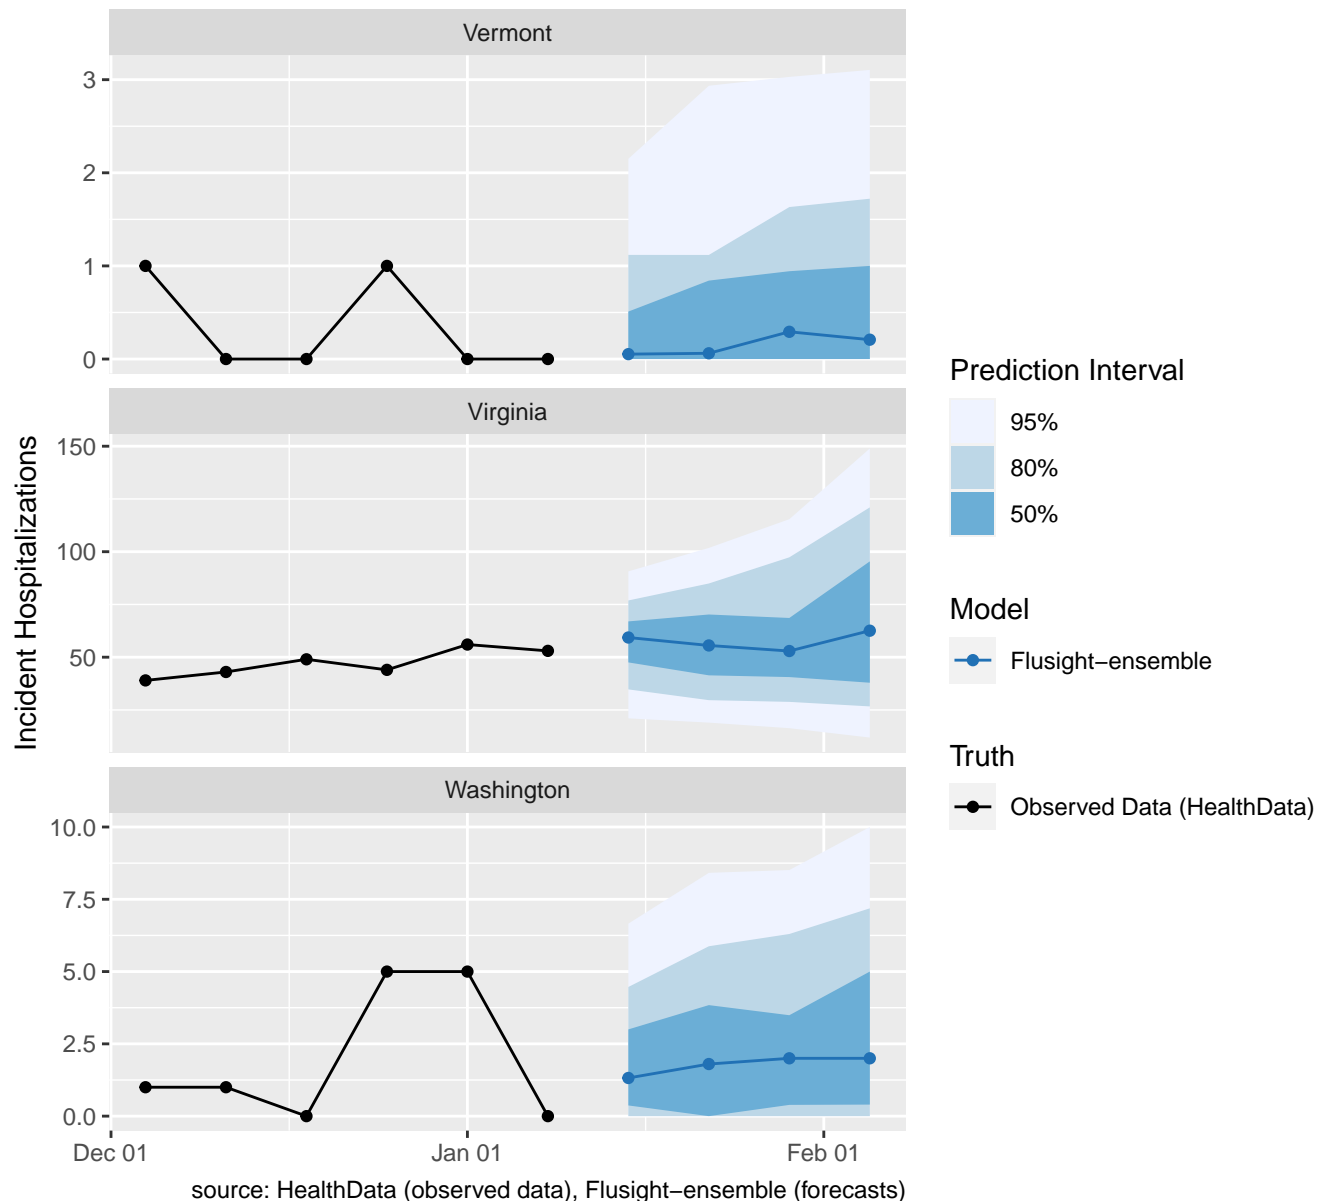 Vermont
3
2
1
0
Virginia
150
100
50
Washington
10.0
7.5
5.0
2.5
0.0
Dec 01
Jan 01
Feb 01
Incident Hospitalizations
source: HealthData (observed data), Flusight−ensemble (forecasts)
Prediction Interval
95%
80%
50%
Model
Flusight−ensemble
Truth
Observed Data (HealthData)